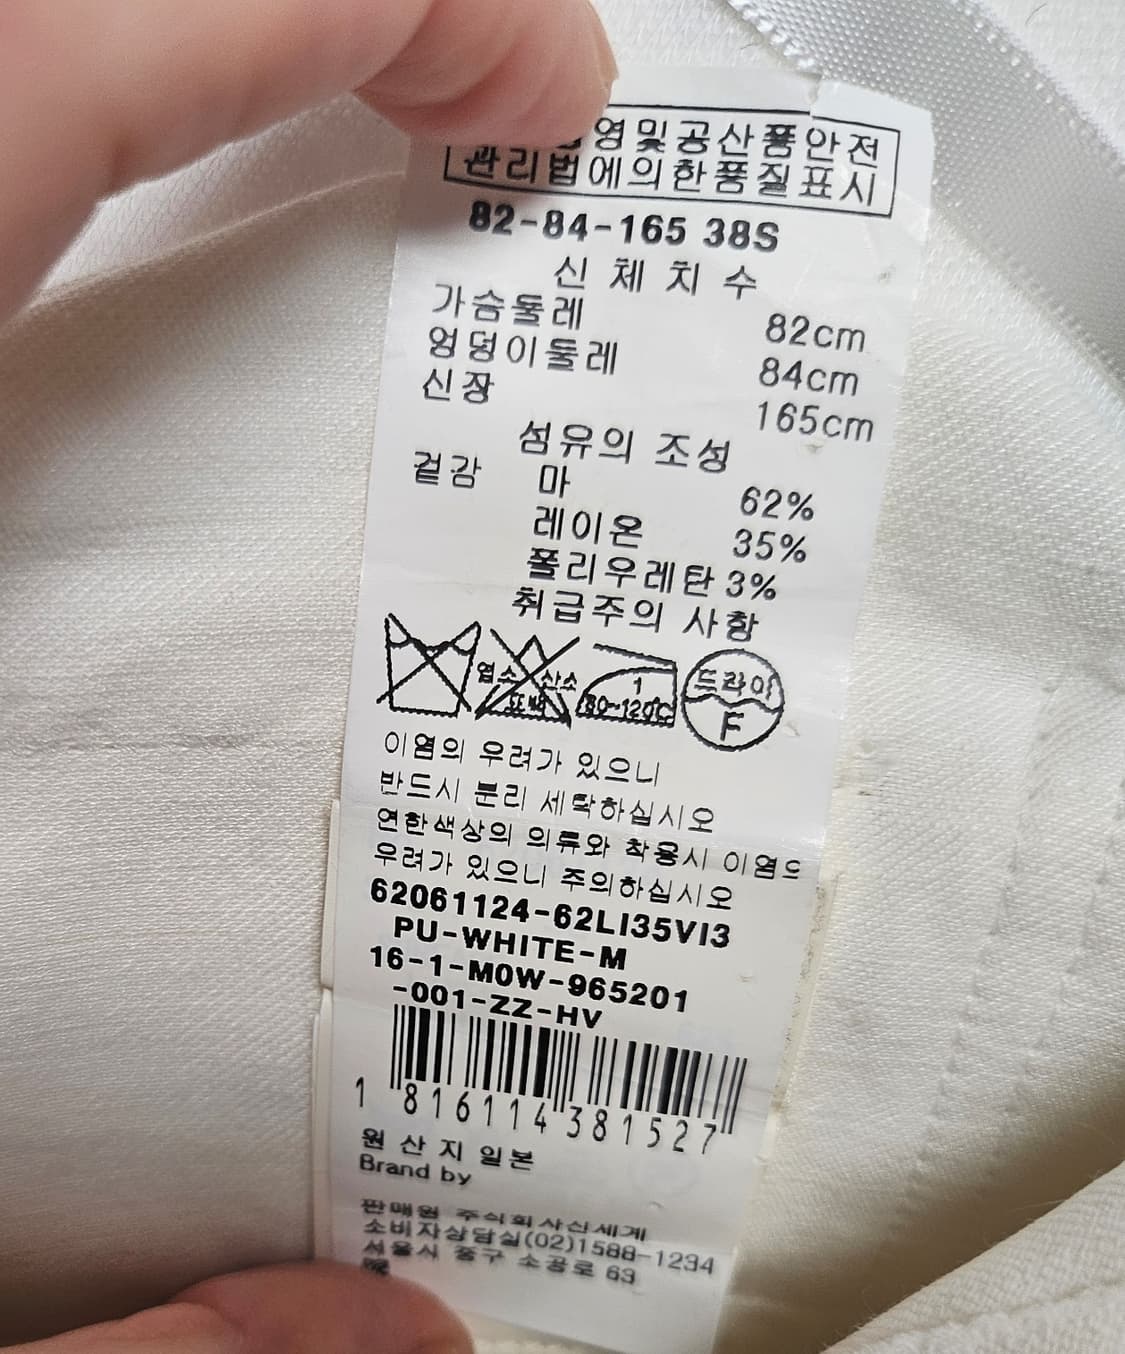 영및공산품안전
관리법에의한품질표시
82-84-165 38S
신체치수
가슴둘레 82cm
엉덩이둘레 84cm
신장 165cm
섬유의 조성
겉감 마 62%
레이온 35%
폴리우레탄 3%
취급주의 사항
염소 산소 표백
1 80~120℃
드라이
F
이염의 우려가 있으니
반드시 분리 세탁하십시오
연한색상의 의류와 착용시 이염으
우려가 있으니 주의하십시오
62061124-62LI35VI3
PU-WHITE-M
16-1-M0W-965201
-001-ZZ-HV
1 816114 381527
원산지 일본
Brand by
판매원 주식회사신세계
소비자상담실(02)1588-1234
서울시 중구 소공로 63